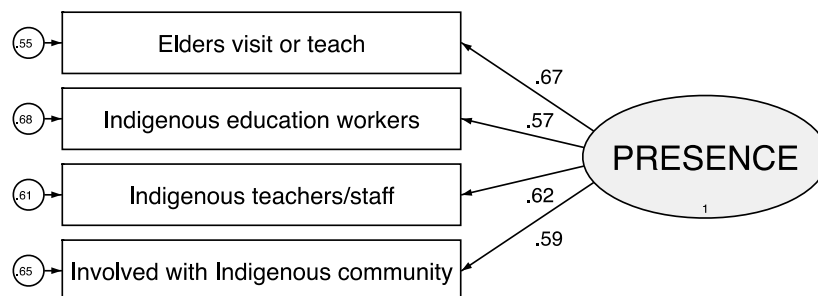 .55
Elders visit or teach
.67
.68
Indigenous education workers
.57
PRESENCE
1
.61
Indigenous teachers/staff
.62
.59
.65
Involved with Indigenous community